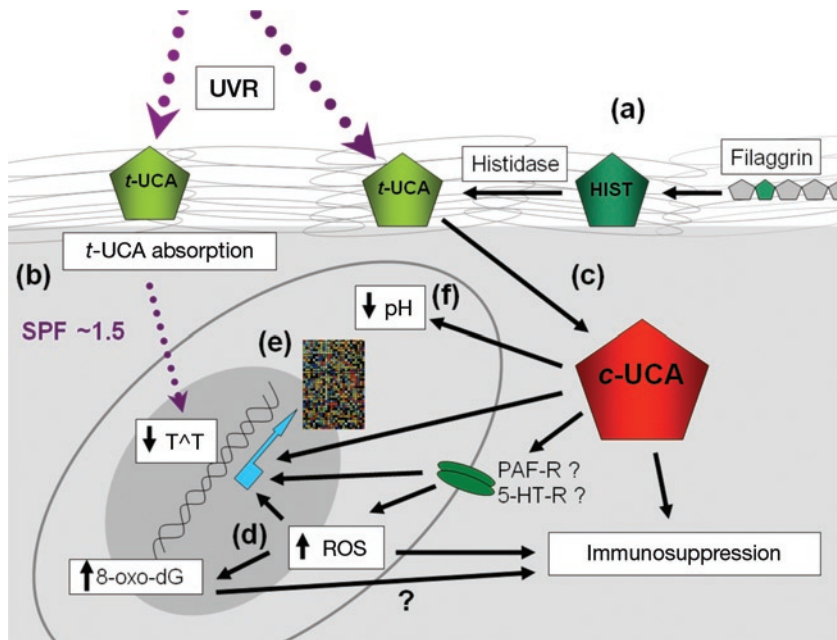 UVR
(a)
Histidase
Filaggrin
t-UCA
t-UCA
HIST
t-UCA absorption
(b)
(c)
SPF ~1.5
↓ pH
(f)
(e)
c-UCA
↓ T^T
PAF-R ?
5-HT-R ?
(d)
↑ ROS
Immunosuppression
↑ 8-oxo-dG
?